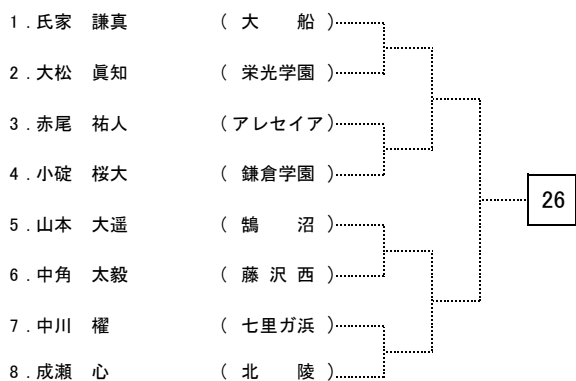 1．氏家　謙真　（ 大　船 ）
2．大松　眞知　（ 栄光学園 ）
3．赤尾　祐人　（アレセイア）
4．小碇　桜大　（ 鎌倉学園 ）
5．山本　大遥　（ 鵠　沼 ）
6．中角　太毅　（ 藤 沢 西 ）
26
7．中川　櫂　（ 七里ガ浜 ）
8．成瀬　心　（ 北　陵 ）